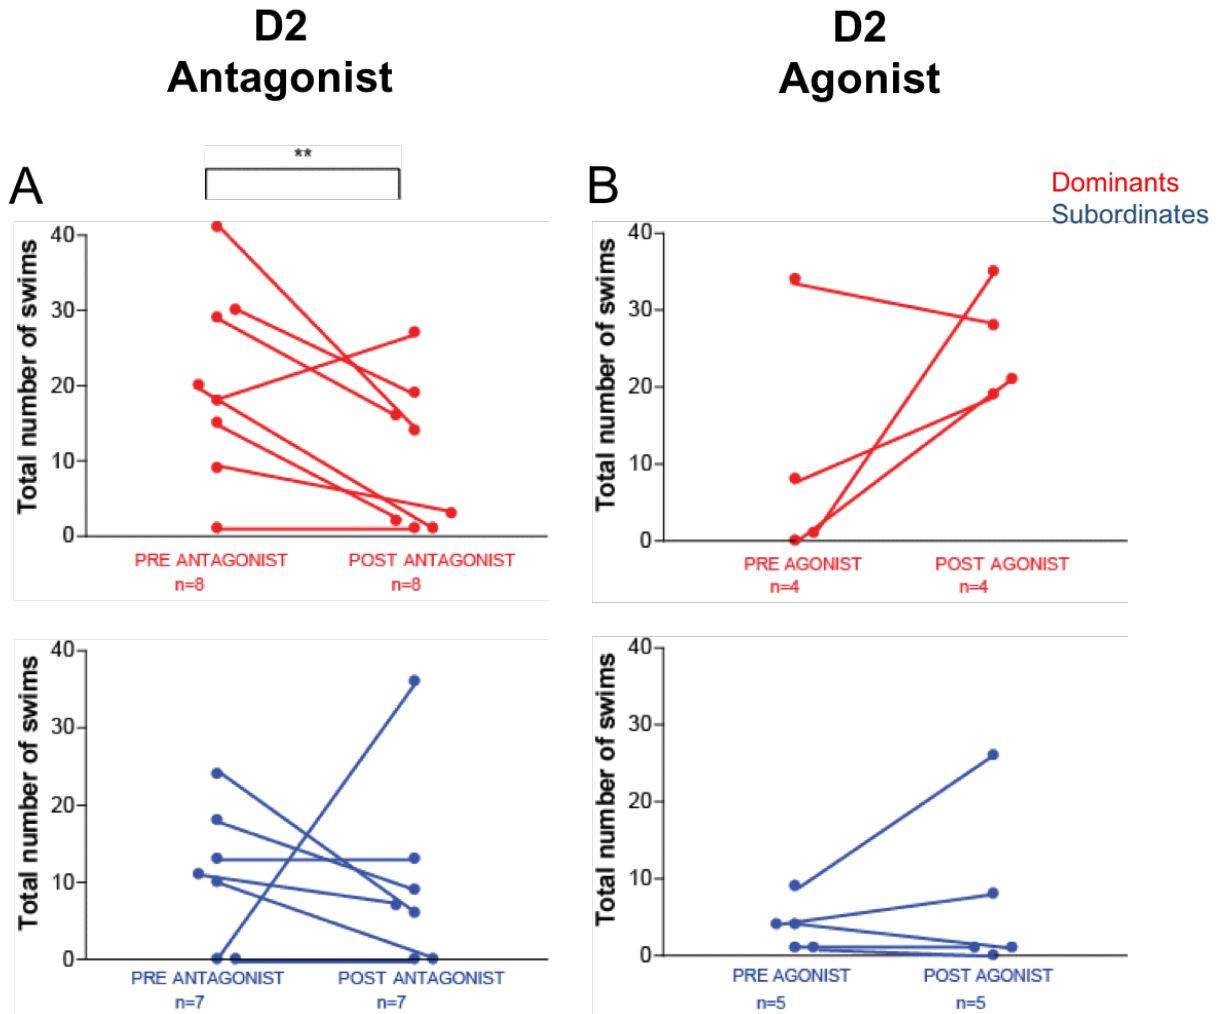 D2
Antagonist
D2
Agonist
A
**
B
Dominants
Subordinates
Total number of swims
40
30
20
10
0
PRE ANTAGONIST
n=8
POST ANTAGONIST
n=8
Total number of swims
40
30
20
10
0
PRE AGONIST
n=4
POST AGONIST
n=4
Total number of swims
40
30
20
10
0
PRE ANTAGONIST
n=7
POST ANTAGONIST
n=7
Total number of swims
40
30
20
10
0
PRE AGONIST
n=5
POST AGONIST
n=5